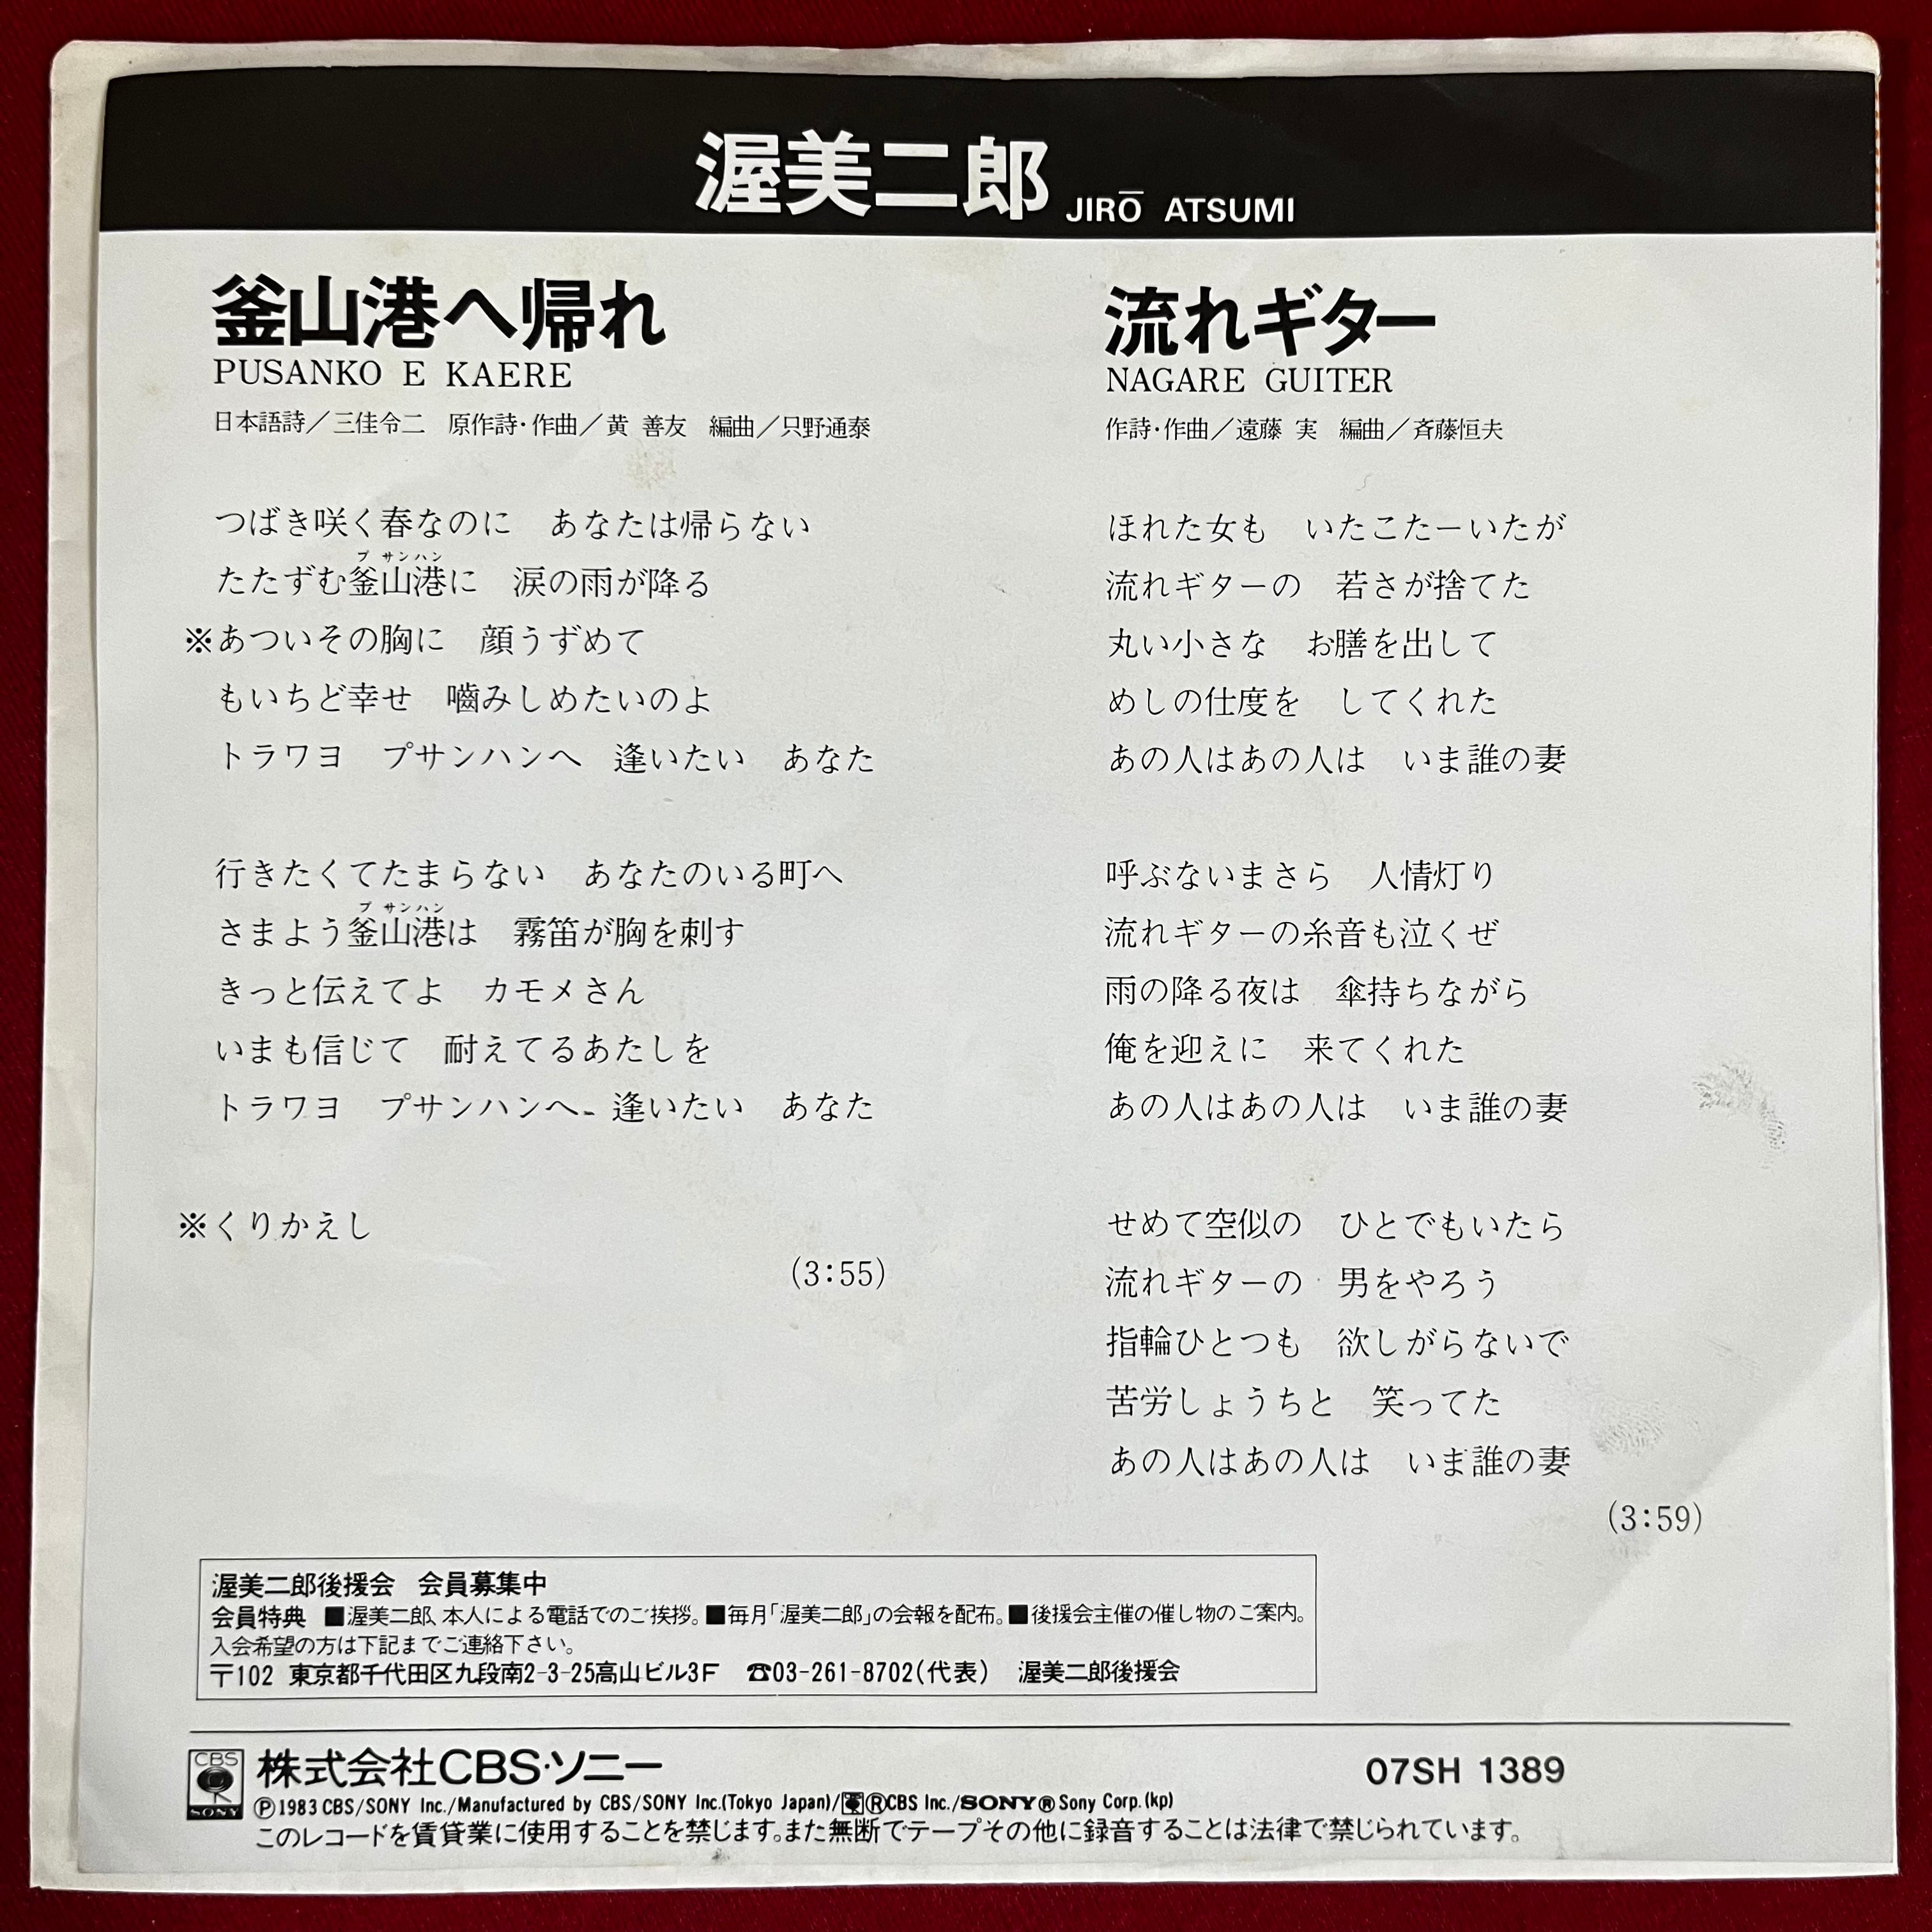 渥美二郎 JIRŌ ATSUMI
釜山港へ帰れ
PUSANKO E KAERE
日本語詩／三佳令二　原作詩・作曲／黄 善友　編曲／只野通泰
つばき咲く春なのに　あなたは帰らない
プ サンハン
たたずむ釜山港に　涙の雨が降る
※あついその胸に　顔うずめて
もいちど幸せ　嚙みしめたいのよ
トラワヨ　プサンハンへ　逢いたい　あなた
行きたくてたまらない　あなたのいる町へ
プ サンハン
さまよう釜山港は　霧笛が胸を刺す
きっと伝えてよ　カモメさん
いまも信じて　耐えてるあたしを
トラワヨ　プサンハンへ　逢いたい　あなた
※くりかえし
(3:55)
流れギター
NAGARE GUITER
作詩・作曲／遠藤 実　編曲／斉藤恒夫
ほれた女も　いたこたーいたが
流れギターの　若さが捨てた
丸い小さな　お膳を出して
めしの仕度を　してくれた
あの人はあの人は　いま誰の妻
呼ぶないまさら　人情灯り
流れギターの糸音も泣くぜ
雨の降る夜は　傘持ちながら
俺を迎えに　来てくれた
あの人はあの人は　いま誰の妻
せめて空似の　ひとでもいたら
流れギターの　男をやろう
指輪ひとつも　欲しがらないで
苦労しょうちと　笑ってた
あの人はあの人は　いま誰の妻
(3:59)
渥美二郎後援会　会員募集中
会員特典　■渥美二郎、本人による電話でのご挨拶。■毎月「渥美二郎」の会報を配布。■後援会主催の催し物のご案内。
入会希望の方は下記までご連絡下さい。
〒102 東京都千代田区九段南2-3-25高山ビル3F　☎03-261-8702(代表)　渥美二郎後援会
CBS
SONY
株式会社CBS・ソニー
07SH 1389
Ⓟ1983 CBS/SONY Inc./Manufactured by CBS/SONY Inc.(Tokyo Japan)/®CBS Inc./SONY® Sony Corp.(kp)
このレコードを賃貸業に使用することを禁じます。また無断でテープその他に録音することは法律で禁じられています。